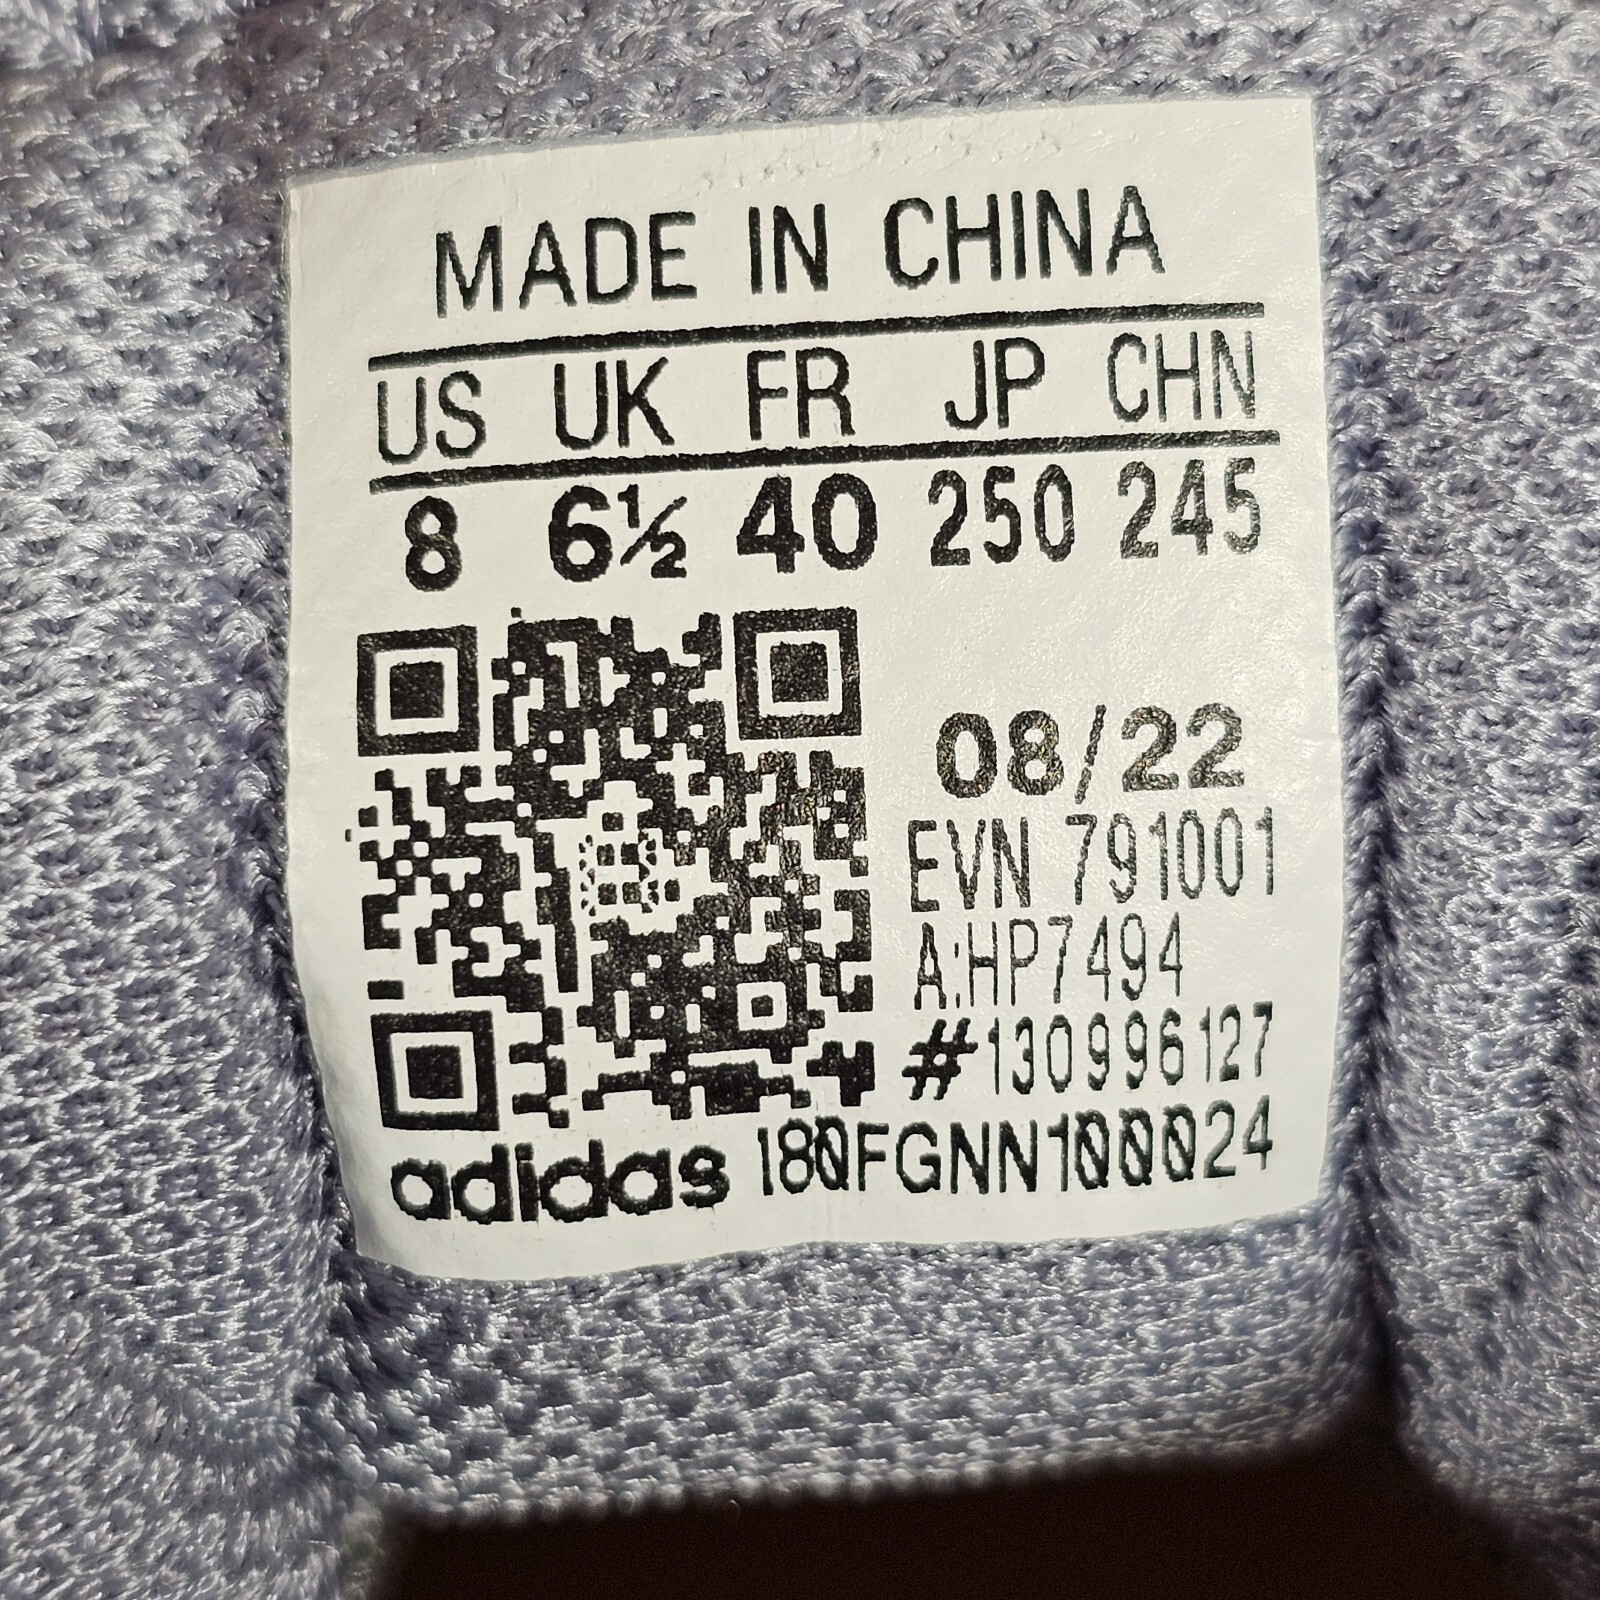 MADE IN CHINA
US UK FR JP CHN
8 6½ 40 250 245
08/22
EVN 791001
A:HP7494
#130996127
adidas 180FGNN100024